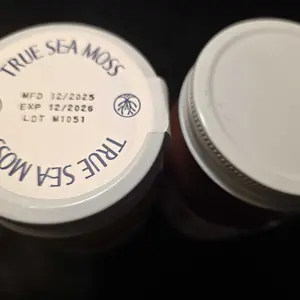 TRUE SEA MOSS
MFD 12/2025
EXP 12/2026
LOT M1051
TRUE SEA MOSS